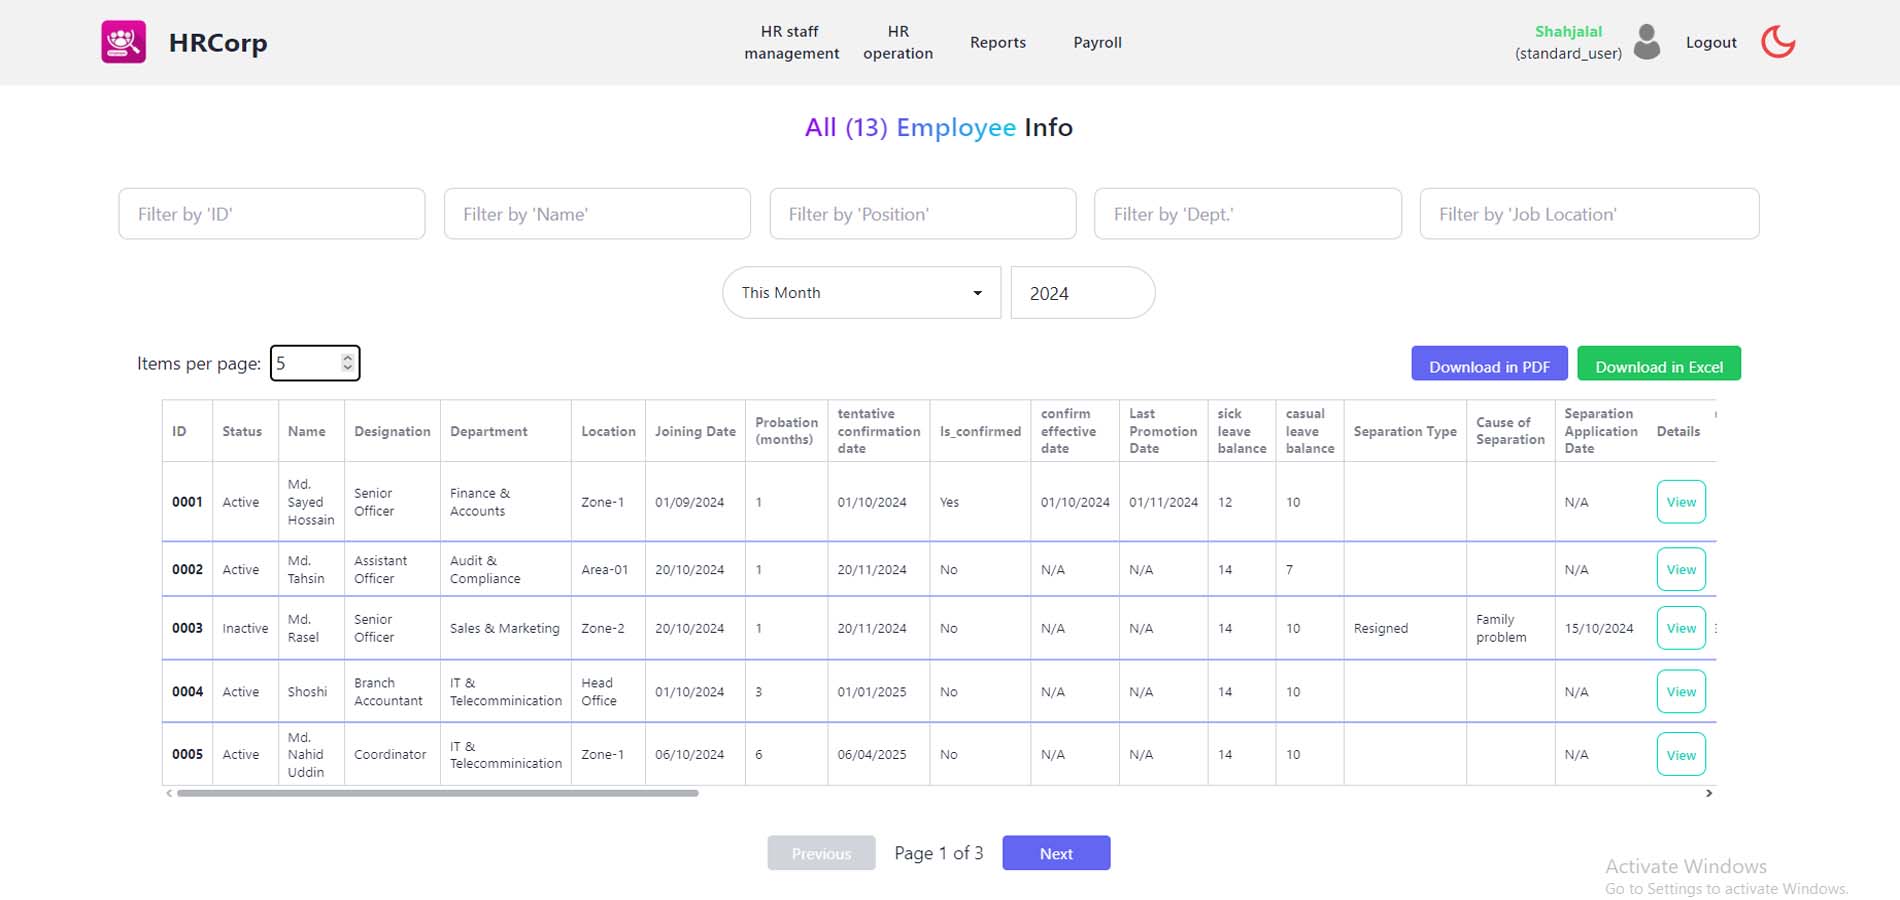 HRCorp
HR staff
management
HR
operation
Reports
Payroll
Shahjalal
(standard_user)
Logout
All (13) Employee Info
Filter by 'ID'
Filter by 'Name'
Filter by 'Position'
Filter by 'Dept.'
Filter by 'Job Location'
This Month
2024
Items per page: 5
Download in PDF
Download in Excel
ID Status Name Designation Department Location Joining Date Probation (months) tentative confirmation date Is_confirmed confirm effective date Last Promotion Date sick leave balance casual leave balance Separation Type Cause of Separation Separation Application Date Details
0001 Active Md. Sayed Hossain Senior Officer Finance & Accounts Zone-1 01/09/2024 1 01/10/2024 Yes 01/10/2024 01/11/2024 12 10 N/A View
0002 Active Md. Tahsin Assistant Officer Audit & Compliance Area-01 20/10/2024 1 20/11/2024 No N/A N/A 14 7 N/A View
0003 Inactive Md. Rasel Senior Officer Sales & Marketing Zone-2 20/10/2024 1 20/11/2024 No N/A N/A 14 10 Resigned Family problem 15/10/2024 View
0004 Active Shoshi Branch Accountant IT & Telecomminication Head Office 01/10/2024 3 01/01/2025 No N/A N/A 14 10 N/A View
0005 Active Md. Nahid Uddin Coordinator IT & Telecomminication Zone-1 06/10/2024 6 06/04/2025 No N/A N/A 14 10 N/A View
Previous
Page 1 of 3
Next
Activate Windows
Go to Settings to activate Windows.